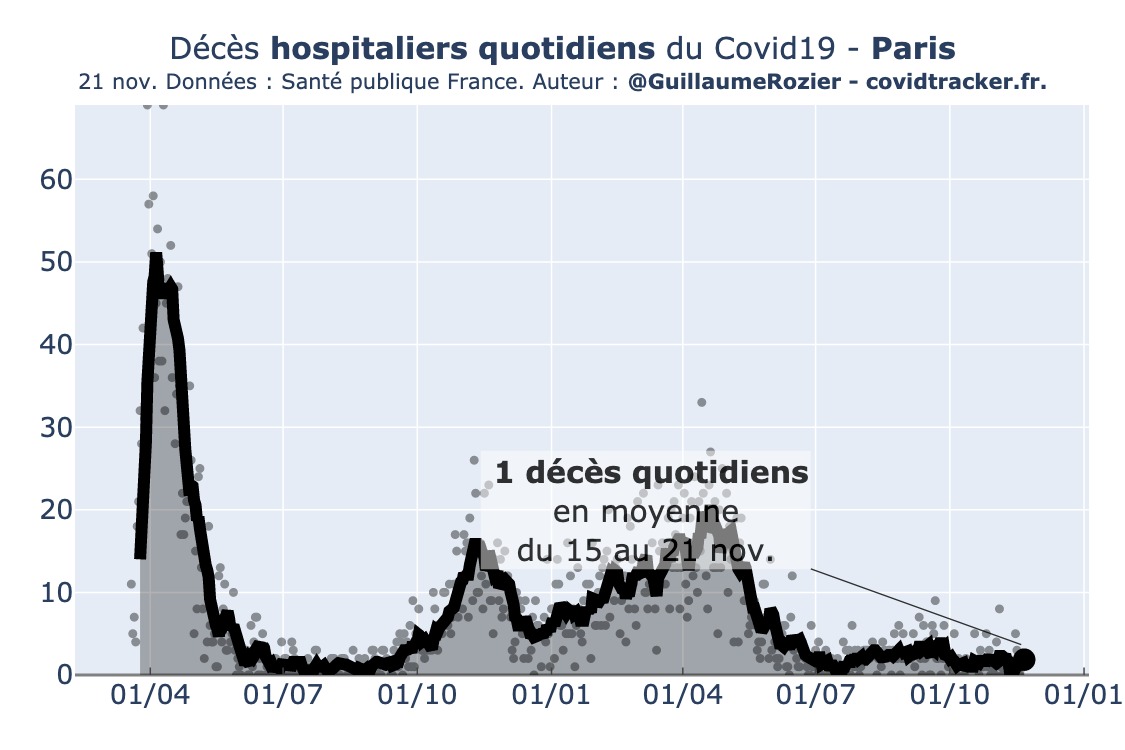 Décès hospitaliers quotidiens du Covid19 - Paris
21 nov. Données : Santé publique France. Auteur : @GuillaumeRozier - covidtracker.fr.
60
50
40
30
20
10
0
1 décès quotidiens
en moyenne
du 15 au 21 nov.
01/04 01/07 01/10 01/01 01/04 01/07 01/10 01/01